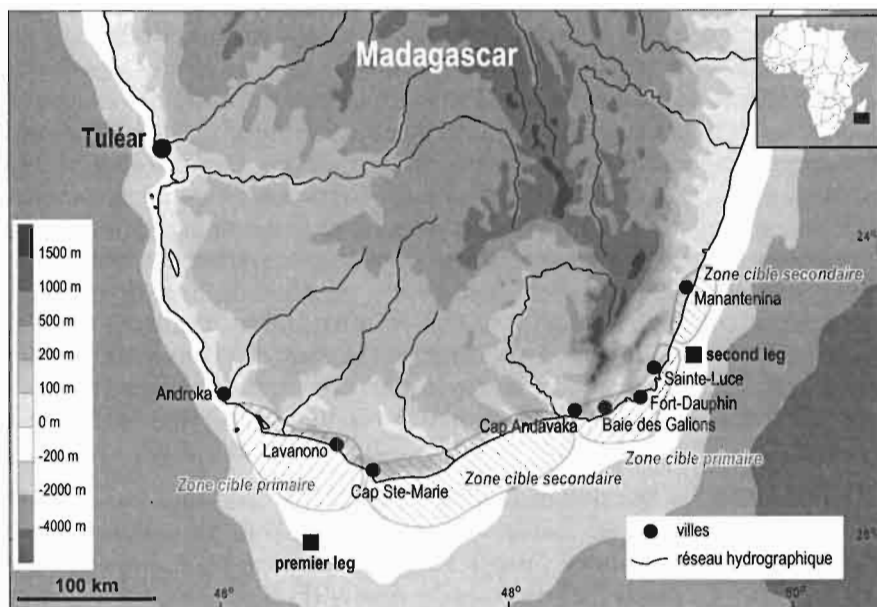 Madagascar
Tuléar
1500 m
1000 m
500 m
200 m
100 m
0 m
-200 m
-2000 m
-4000 m
24°
Zone cible secondaire
Manantenina
second leg
Sainte-Luce
Fort-Dauphin
Androka
Cap Andavaka
Baie des Galions
Lavanono
Zone cible primaire
Zone cible primaire
Cap Ste-Marie
Zone cible secondaire
premier leg
villes
réseau hydrographique
100 km
46°
48°